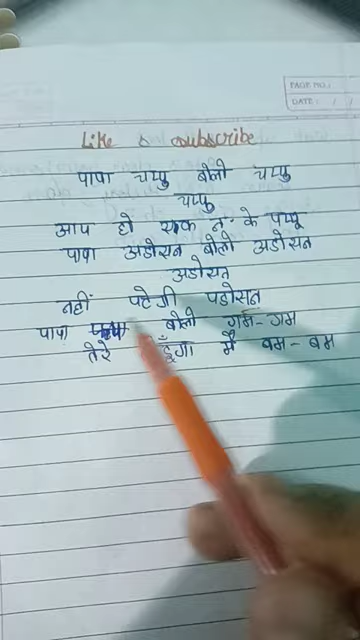 PAGE NO.:
DATE: / /
Like & subscribe
पापा चम्पु बोलो चम्पु
चम्पु
आप हो एक न. के पप्पू
पापा अडोसन बोलो अडोसन
अडोसन
नहीं पटेगी पडोसन
पापा बोलो गम-गम
तेरे दूँगा मैं बम-बम